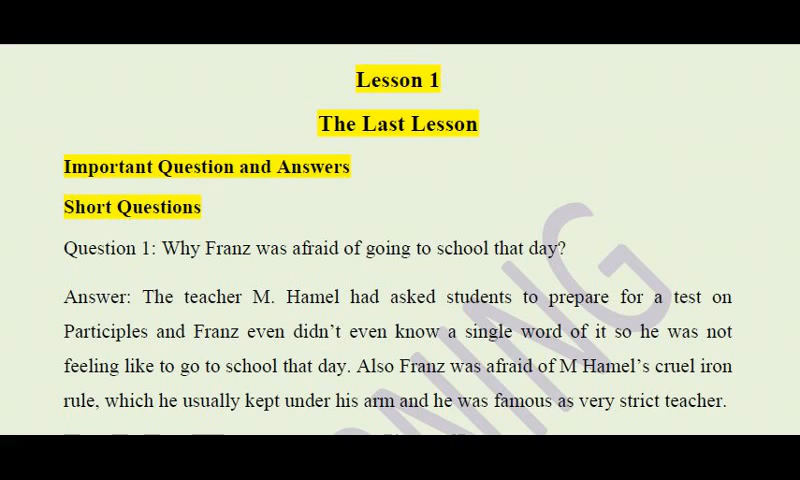 Lesson 1
The Last Lesson
Important Question and Answers
Short Questions
Question 1: Why Franz was afraid of going to school that day?
Answer: The teacher M. Hamel had asked students to prepare for a test on
Participles and Franz even didn't even know a single word of it so he was not
feeling like to go to school that day. Also Franz was afraid of M Hamel's cruel iron
rule, which he usually kept under his arm and he was famous as very strict teacher.